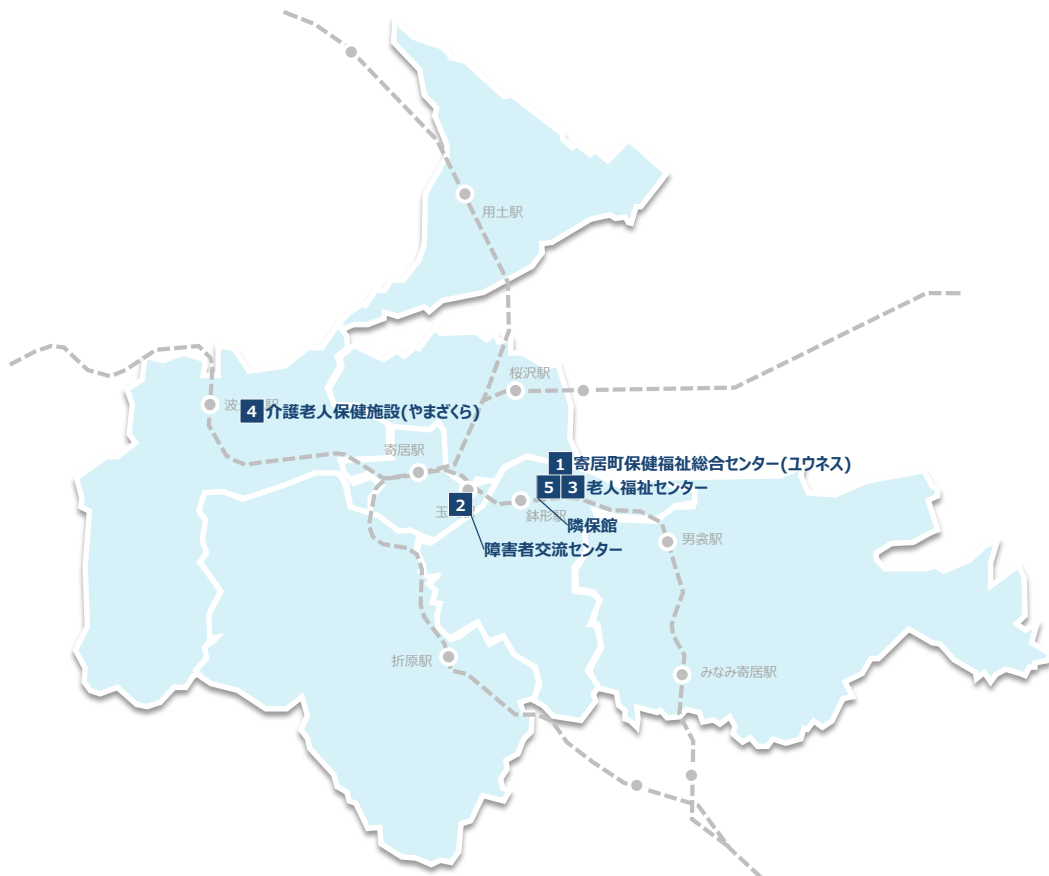 用土駅
桜沢駅
4 介護老人保健施設(やまざくら)
寄居駅
1 寄居町保健福祉総合センター(ユウネス)
5 3 老人福祉センター
2
鉢形駅
隣保館
男衾駅
障害者交流センター
折原駅
みなみ寄居駅